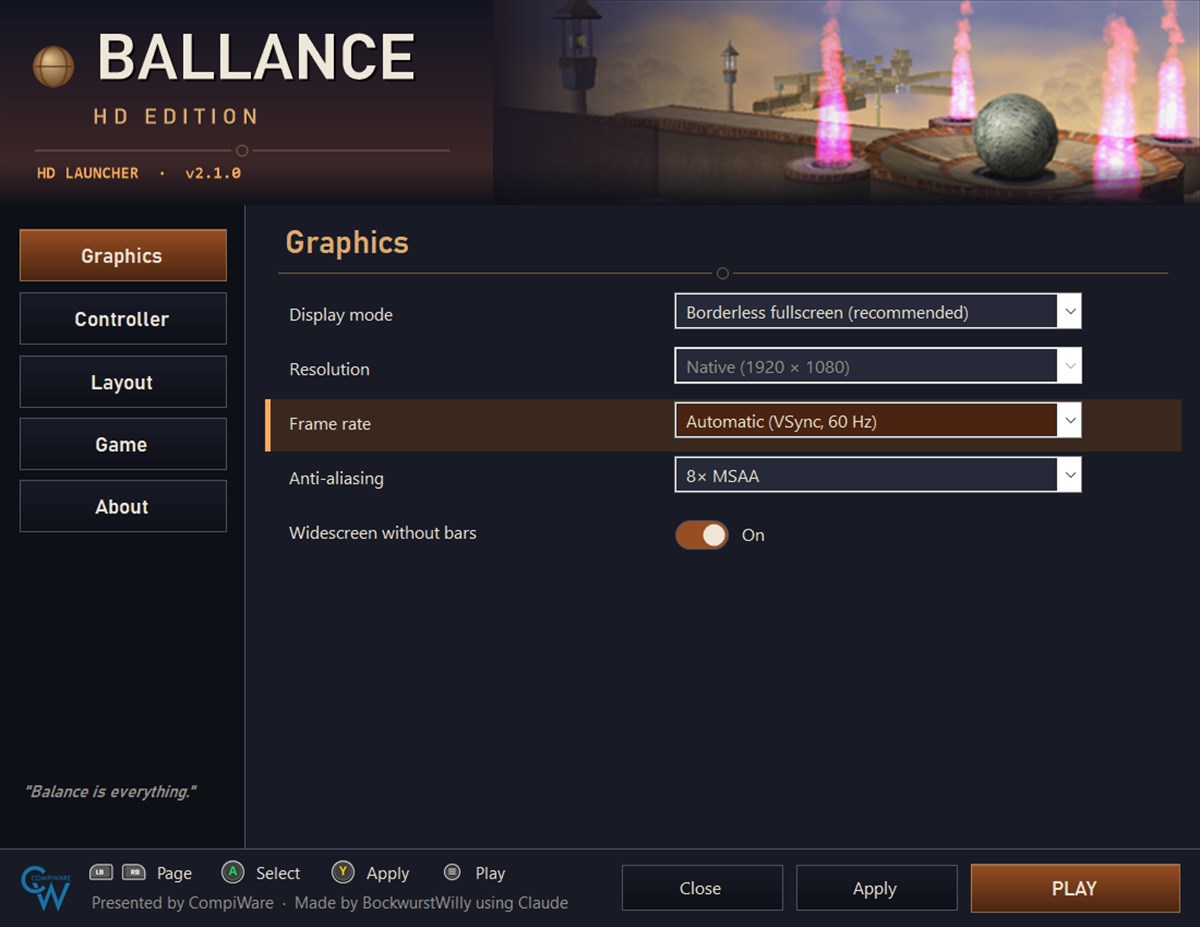 BALLANCE
HD EDITION
HD LAUNCHER · v2.1.0
Graphics
Controller
Layout
Game
About
"Balance is everything."
Graphics
Display mode
Borderless fullscreen (recommended)
Resolution
Native (1920 × 1080)
Frame rate
Automatic (VSync, 60 Hz)
Anti-aliasing
8× MSAA
Widescreen without bars
On
COMPIWARE
CW
LB RB Page A Select Y Apply Play
Presented by CompiWare · Made by BockwurstWilly using Claude
Close
Apply
PLAY